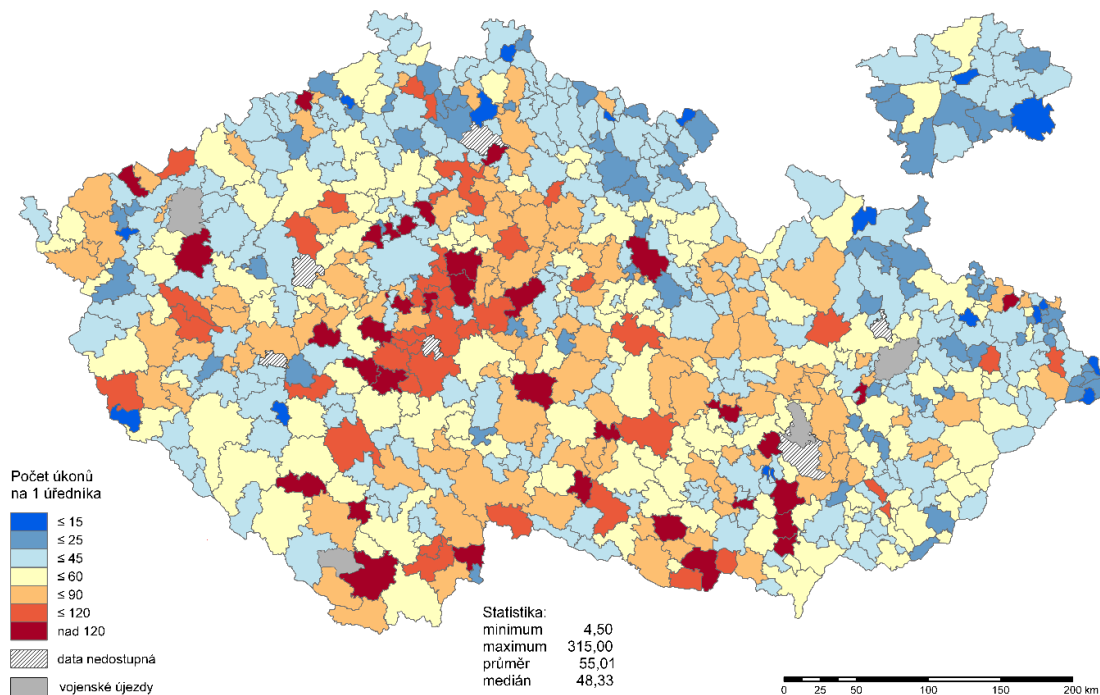 Počet úkonů
na 1 úředníka
≤ 15
≤ 25
≤ 45
≤ 60
≤ 90
≤ 120
nad 120
data nedostupná
vojenské újezdy
Statistika:
minimum 4,50
maximum 315,00
průměr 55,01
medián 48,33
0 25 50 100 150 200 km